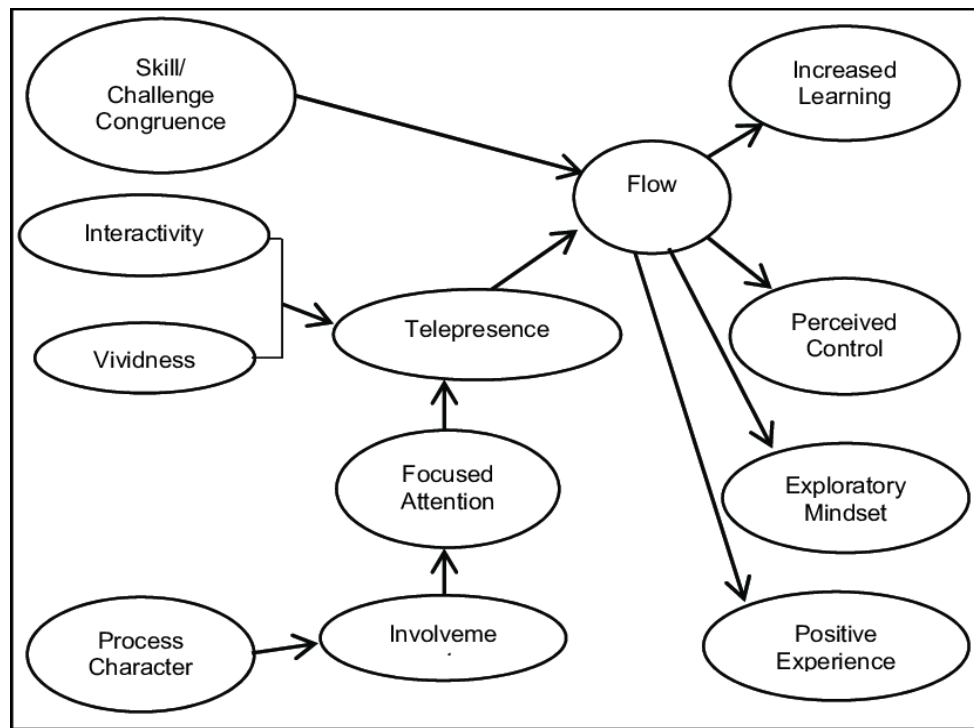 Skill/
Challenge
Congruence
Increased
Learning
Flow
Interactivity
Telepresence
Perceived
Control
Vividness
Focused
Attention
Exploratory
Mindset
Process
Character
Involveme
Positive
Experience